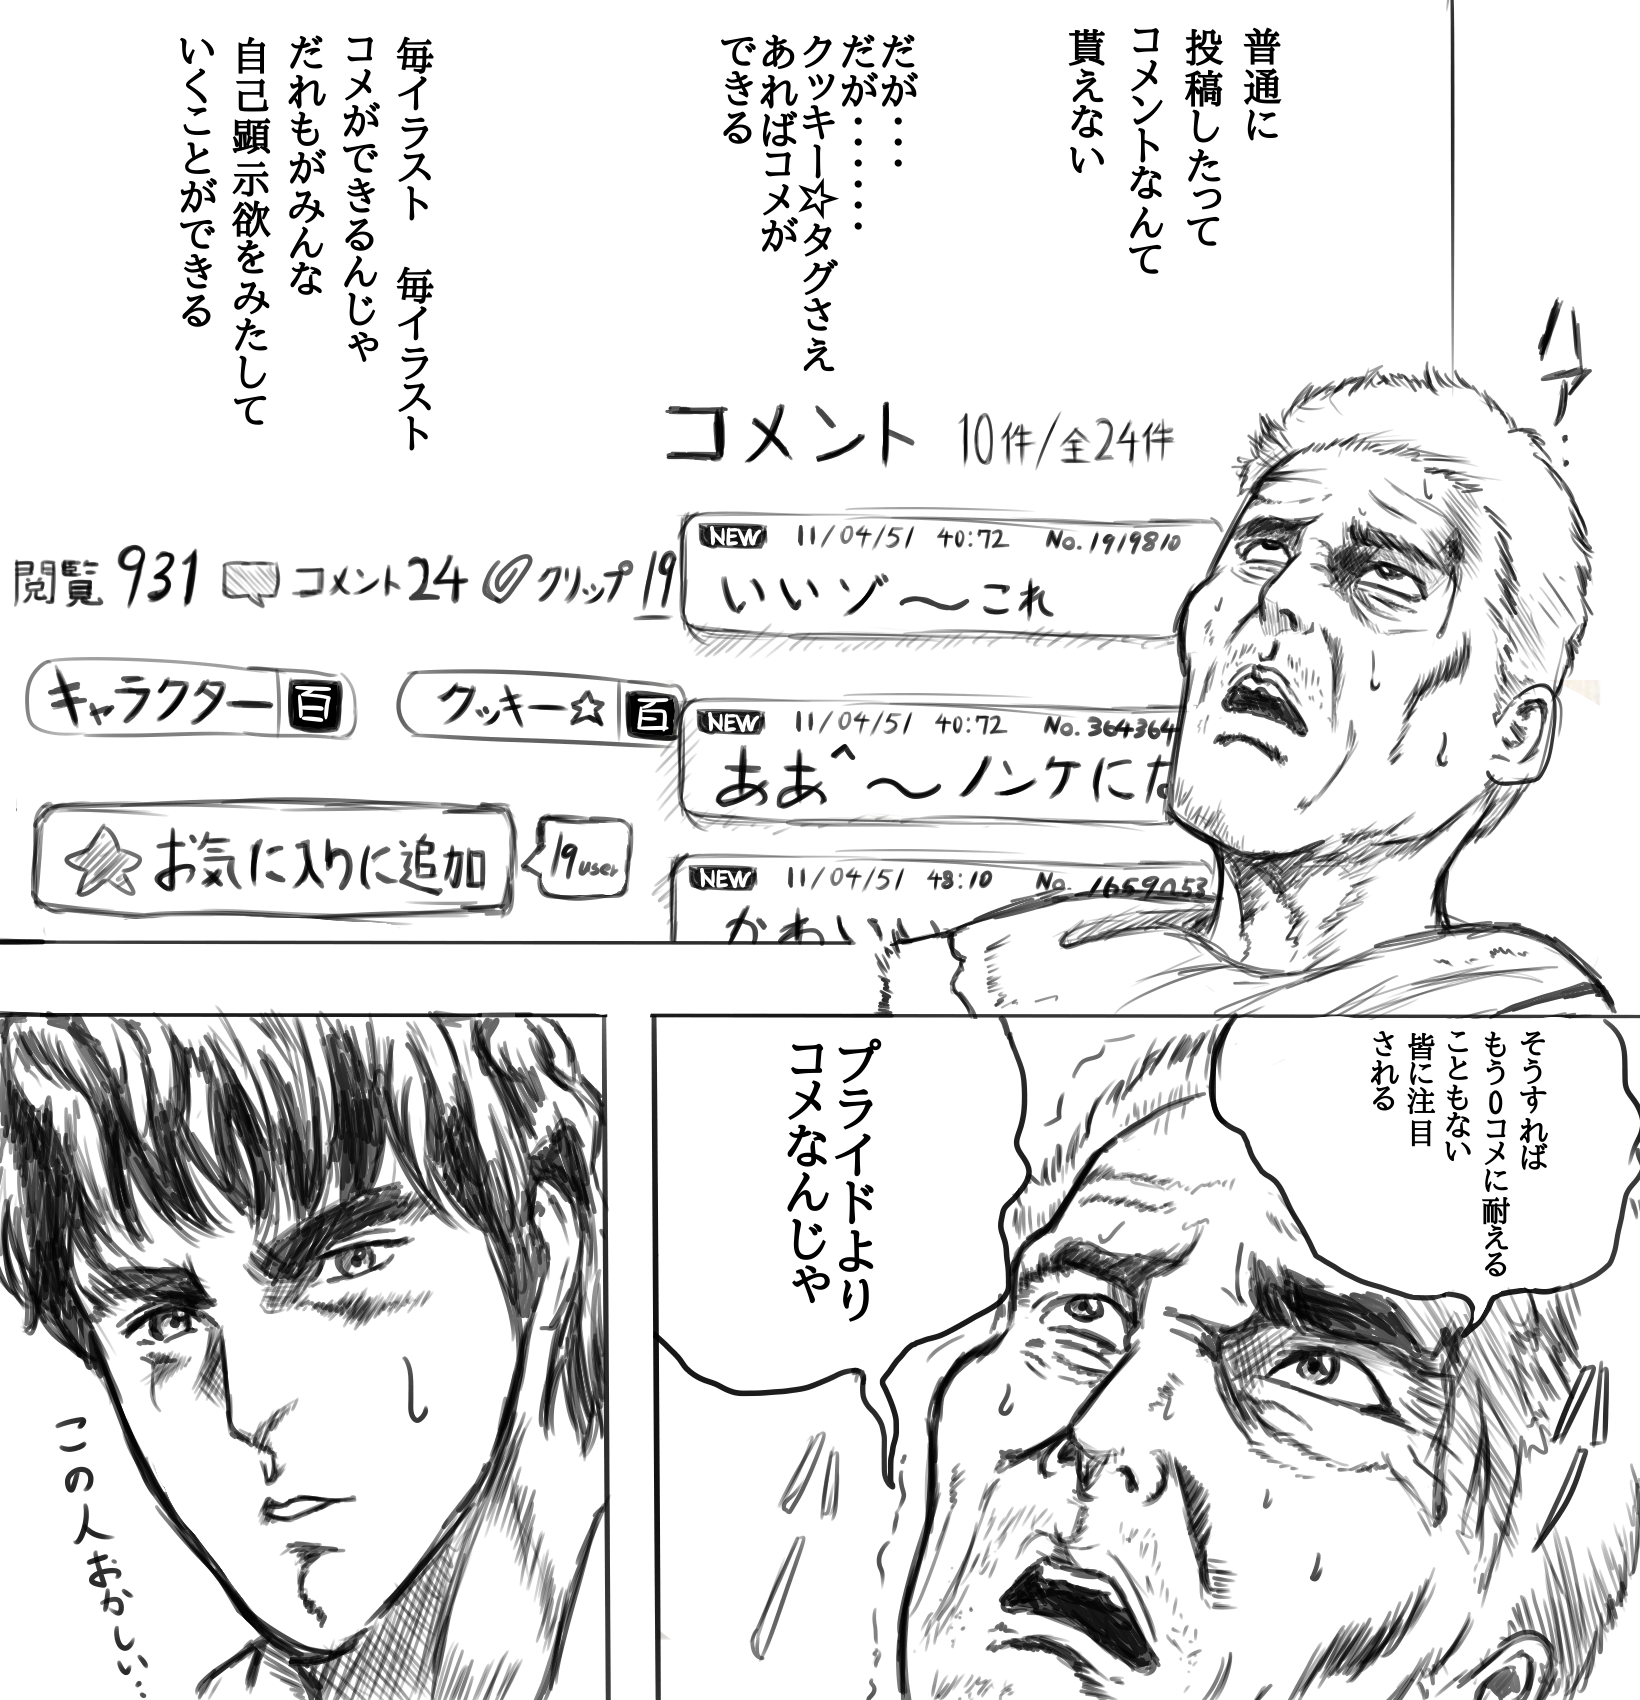 普通に
投稿したって
コメントなんて
貰えない
だが・・・
だが・・・・・・
クッキー☆タグさえ
あればコメが
できる
毎イラスト 毎イラスト
コメができるんじゃ
だれもがみんな
自己顕示欲をみたして
いくことができる
コメント 10件/全24件
NEW 11/04/51 40:72 No.1919810
いいゾ〜これ
NEW 11/04/51 40:72 No.364364
ああ^〜ノンケにな
NEW 11/04/51 48:10 No.
かわいい
閲覧 931 コメント24 クリップ19
キャラクター 百
クッキー☆ 百
お気に入りに追加 19user
そうすれば
もう0コメに耐える
こともない
皆に注目
される
プライドより
コメなんじゃ
この人おかしい…